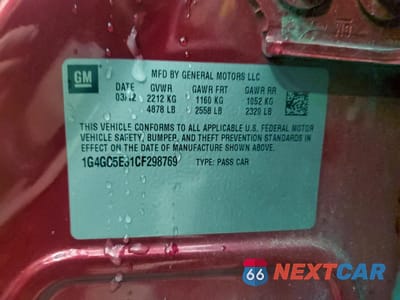 GM
MFD BY GENERAL MOTORS LLC
DATE GVWR GAWR FRT GAWR RR
03/12 2212 KG 1160 KG 1052 KG
4878 LB 2558 LB 2320 LB
THIS VEHICLE CONFORMS TO ALL APPLICABLE U.S. FEDERAL MOTOR
VEHICLE SAFETY, BUMPER, AND THEFT PREVENTION STANDARDS
IN EFFECT ON THE DATE OF MANUFACTURE SHOWN ABOVE.
TYPE: PASS CAR
66 NEXTCAR